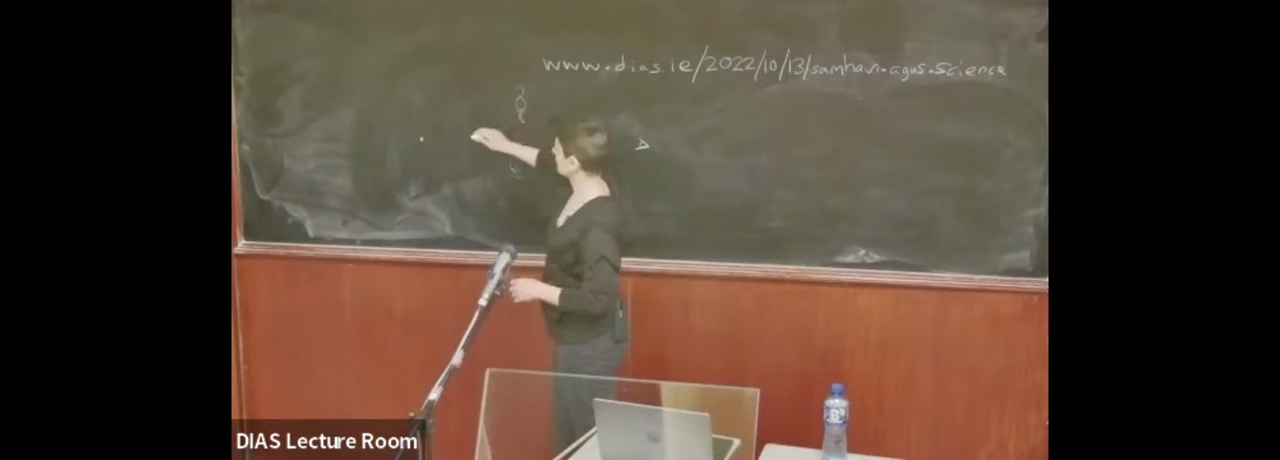 www.dias.ie/2022/10/13/samhain-agus-science
DIAS Lecture Room